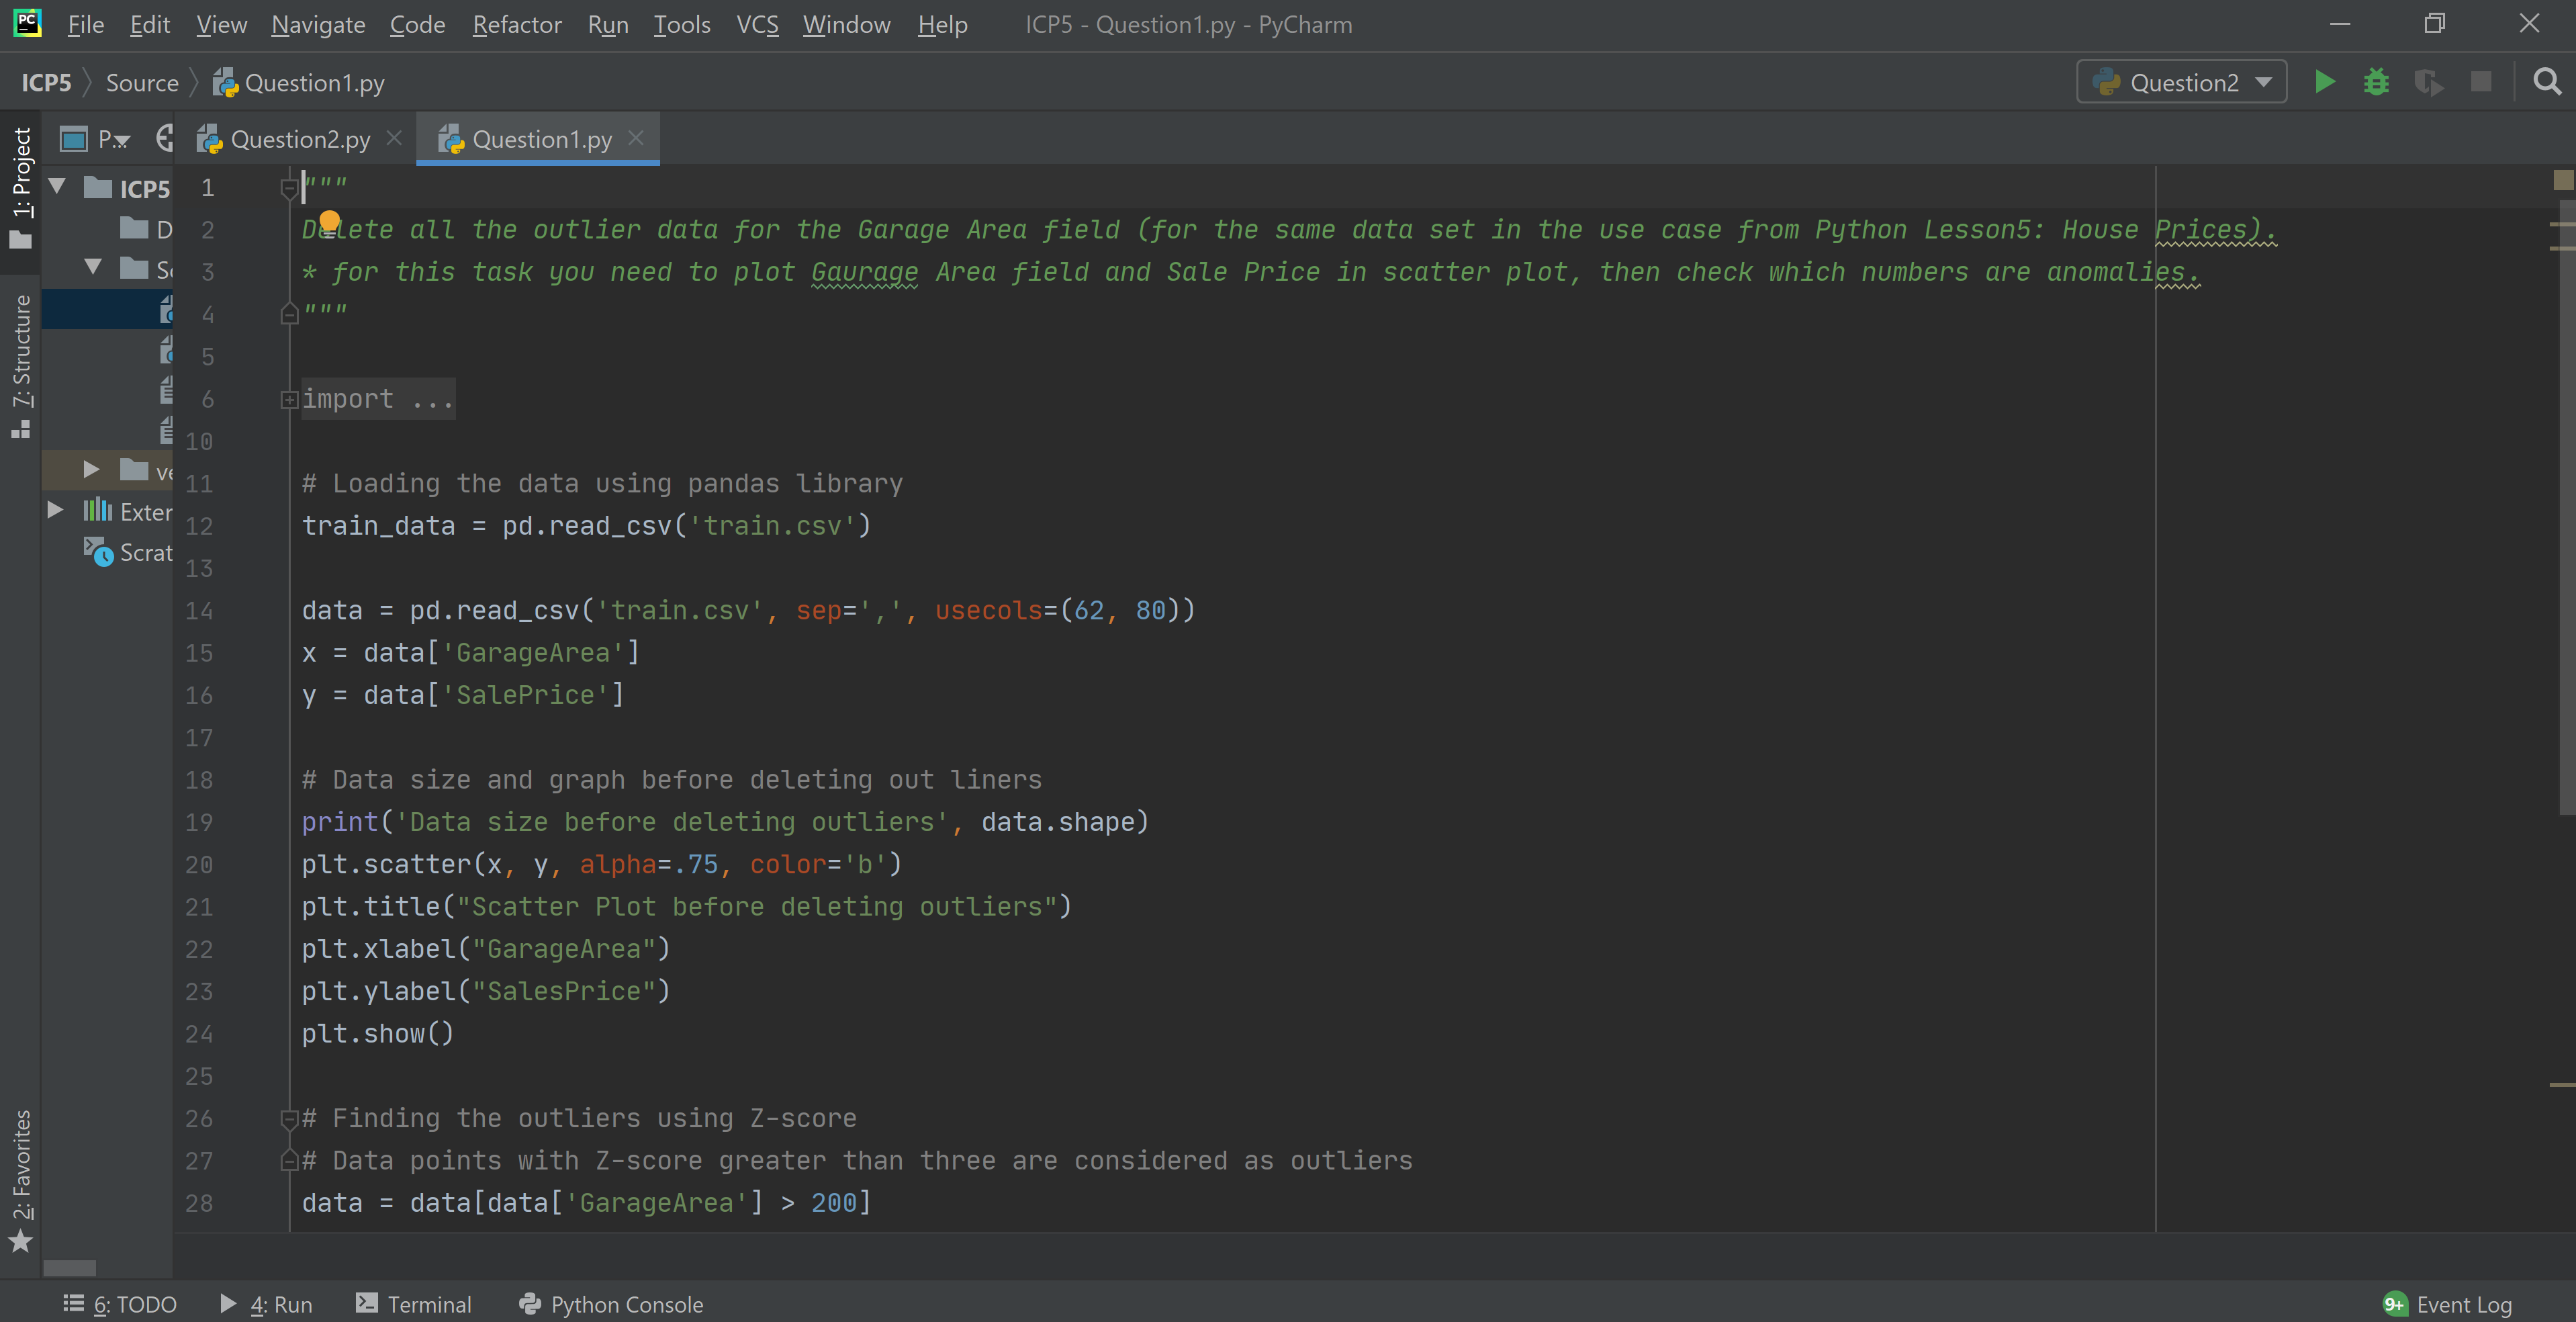 PC File Edit View Navigate Code Refactor Run Tools VCS Window Help ICP5 - Question1.py - PyCharm
ICP5 Source Question1.py Question2
1: Project
P... Question2.py Question1.py
ICP5
D
Sc
ve
Exter
Scrat
7: Structure
2: Favorites
1 """
2 Delete all the outlier data for the Garage Area field (for the same data set in the use case from Python Lesson5: House Prices).
3 * for this task you need to plot Gaurage Area field and Sale Price in scatter plot, then check which numbers are anomalies.
4 """
5
6 import ...
10
11 # Loading the data using pandas library
12 train_data = pd.read_csv('train.csv')
13
14 data = pd.read_csv('train.csv', sep=',', usecols=(62, 80))
15 x = data['GarageArea']
16 y = data['SalePrice']
17
18 # Data size and graph before deleting out liners
19 print('Data size before deleting outliers', data.shape)
20 plt.scatter(x, y, alpha=.75, color='b')
21 plt.title("Scatter Plot before deleting outliers")
22 plt.xlabel("GarageArea")
23 plt.ylabel("SalesPrice")
24 plt.show()
25
26 # Finding the outliers using Z-score
27 # Data points with Z-score greater than three are considered as outliers
28 data = data[data['GarageArea'] > 200]
6: TODO 4: Run Terminal Python Console 9+ Event Log